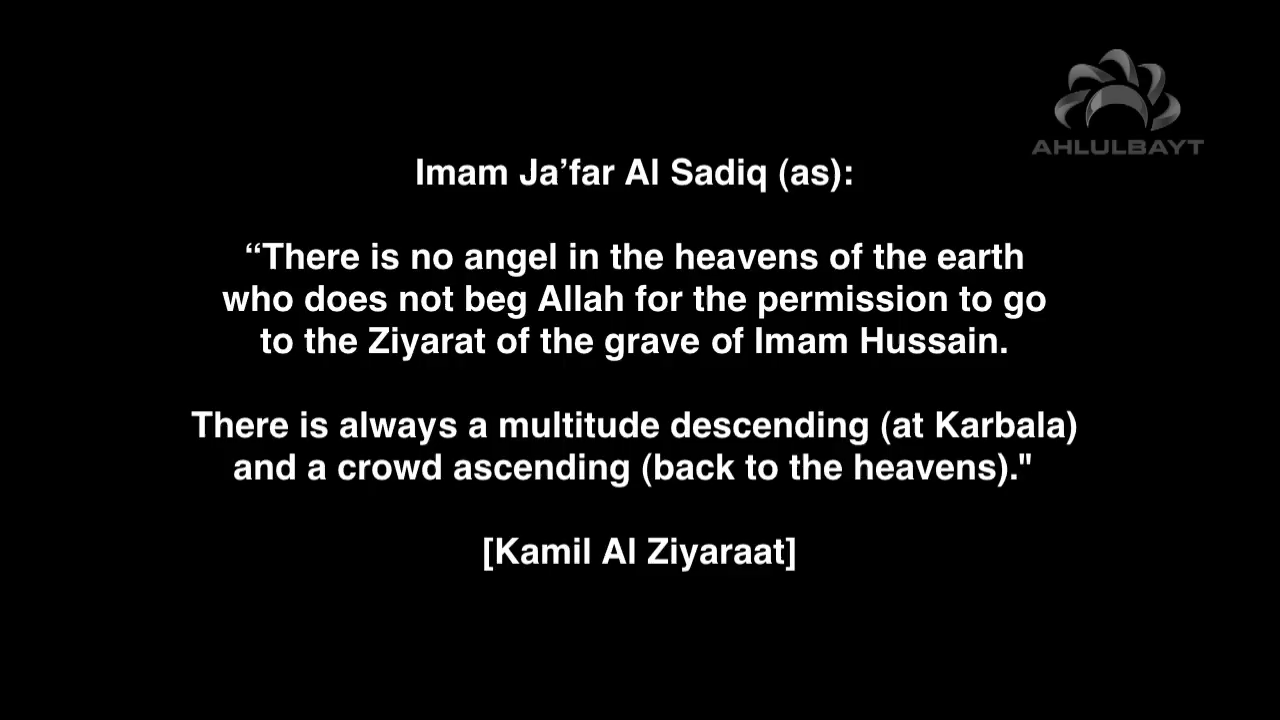 AHLULBAYT
Imam Ja’far Al Sadiq (as):
“There is no angel in the heavens of the earth
who does not beg Allah for the permission to go
to the Ziyarat of the grave of Imam Hussain.
There is always a multitude descending (at Karbala)
and a crowd ascending (back to the heavens)."
[Kamil Al Ziyaraat]